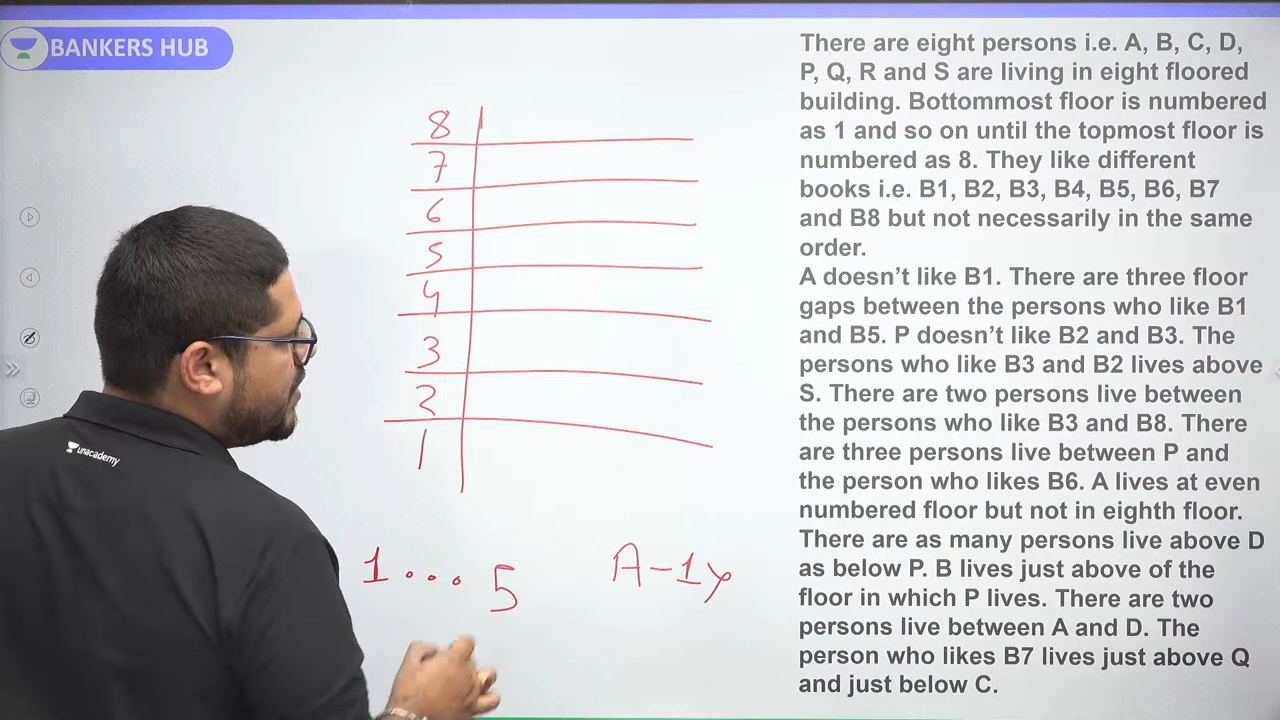 BANKERS HUB
There are eight persons i.e. A, B, C, D,
P, Q, R and S are living in eight floored
building. Bottommost floor is numbered
as 1 and so on until the topmost floor is
numbered as 8. They like different
books i.e. B1, B2, B3, B4, B5, B6, B7
and B8 but not necessarily in the same
order.
A doesn’t like B1. There are three floor
gaps between the persons who like B1
and B5. P doesn’t like B2 and B3. The
persons who like B3 and B2 lives above
S. There are two persons live between
the persons who like B3 and B8. There
are three persons live between P and
the person who likes B6. A lives at even
numbered floor but not in eighth floor.
There are as many persons live above D
as below P. B lives just above of the
floor in which P lives. There are two
persons live between A and D. The
person who likes B7 lives just above Q
and just below C.
8
7
6
5
4
3
2
1
1 . . . 5
A-1x
unacademy